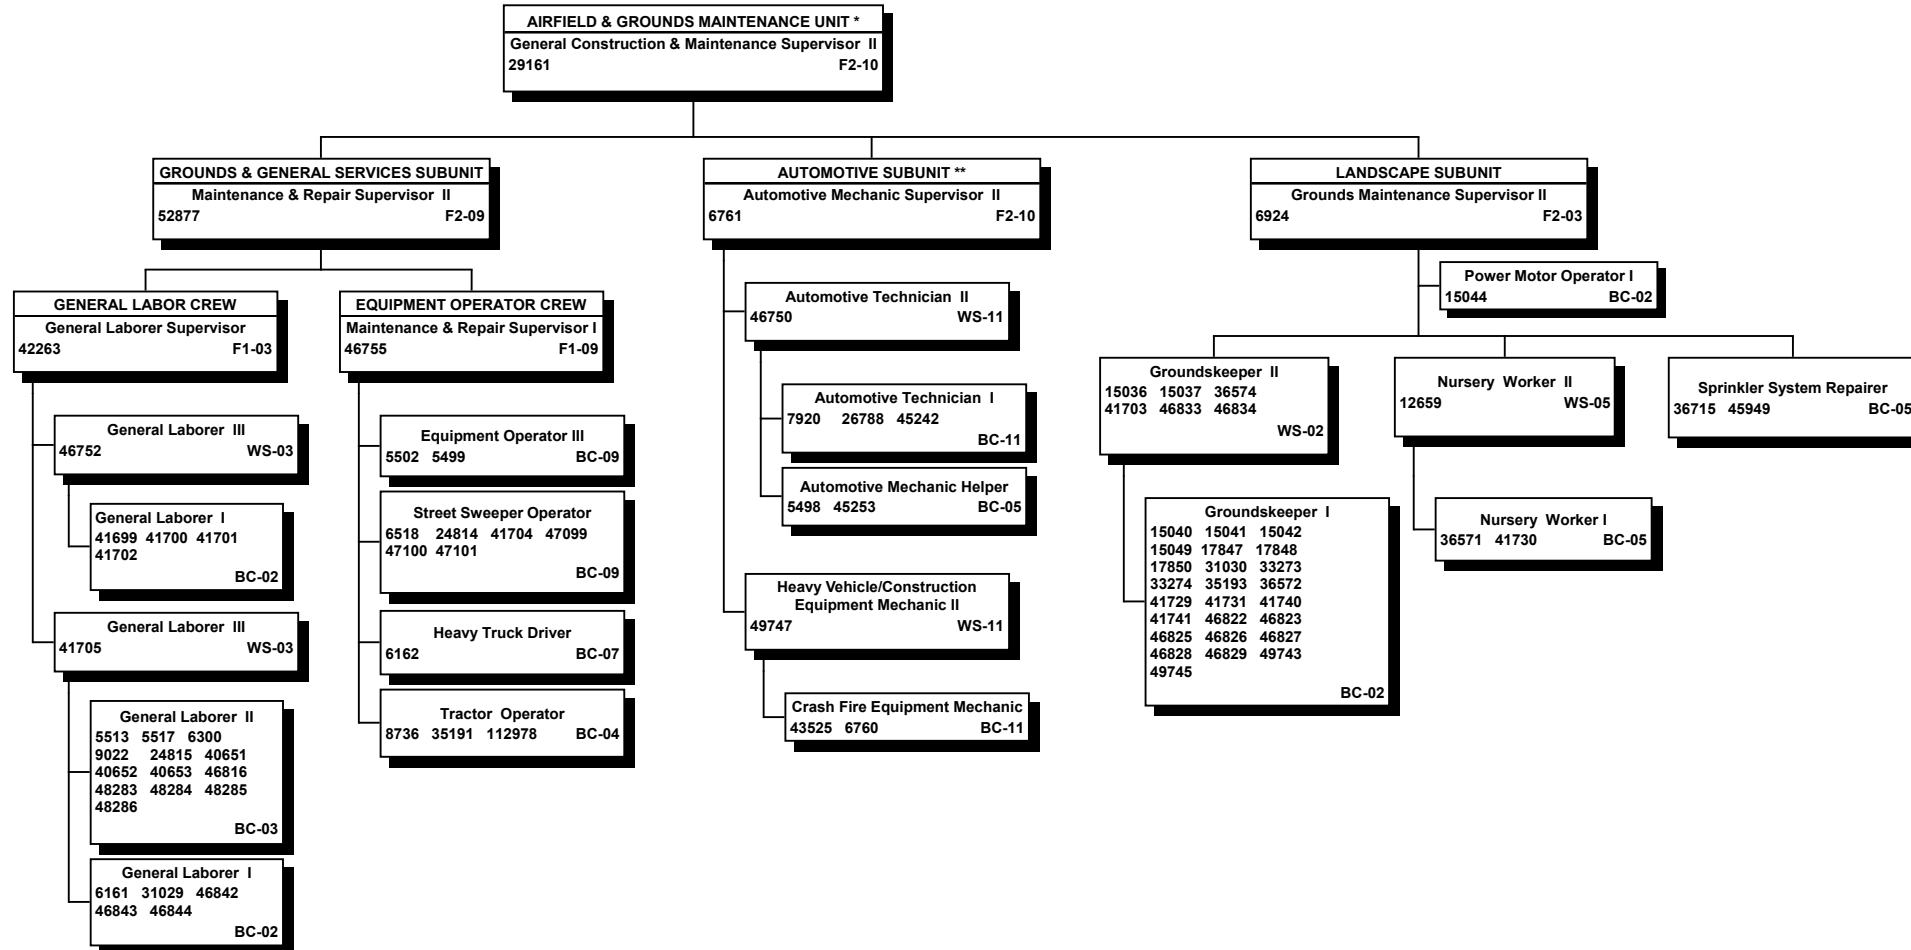 AIRFIELD & GROUNDS MAINTENANCE UNIT *
General Construction & Maintenance Supervisor II
29161 F2-10
GROUNDS & GENERAL SERVICES SUBUNIT
Maintenance & Repair Supervisor II
52877 F2-09
GENERAL LABOR CREW
General Laborer Supervisor
42263 F1-03
General Laborer III
46752 WS-03
General Laborer I
41699 41700 41701
41702
BC-02
General Laborer III
41705 WS-03
General Laborer II
5513 5517 6300
9022 24815 40651
40652 40653 46816
48283 48284 48285
48286
BC-03
General Laborer I
6161 31029 46842
46843 46844
BC-02
EQUIPMENT OPERATOR CREW
Maintenance & Repair Supervisor I
46755 F1-09
Equipment Operator III
5502 5499 BC-09
Street Sweeper Operator
6518 24814 41704 47099
47100 47101
BC-09
Heavy Truck Driver
6162 BC-07
Tractor Operator
8736 35191 112978 BC-04
AUTOMOTIVE SUBUNIT **
Automotive Mechanic Supervisor II
6761 F2-10
Automotive Technician II
46750 WS-11
Automotive Technician I
7920 26788 45242
BC-11
Automotive Mechanic Helper
5498 45253 BC-05
Heavy Vehicle/Construction
Equipment Mechanic II
49747 WS-11
Crash Fire Equipment Mechanic
43525 6760 BC-11
LANDSCAPE SUBUNIT
Grounds Maintenance Supervisor II
6924 F2-03
Power Motor Operator I
15044 BC-02
Groundskeeper II
15036 15037 36574
41703 46833 46834
WS-02
Groundskeeper I
15040 15041 15042
15049 17847 17848
17850 31030 33273
33274 35193 36572
41729 41731 41740
41741 46822 46823
46825 46826 46827
46828 46829 49743
49745
BC-02
Nursery Worker II
12659 WS-05
Nursery Worker I
36571 41730 BC-05
Sprinkler System Repairer
36715 45949 BC-05